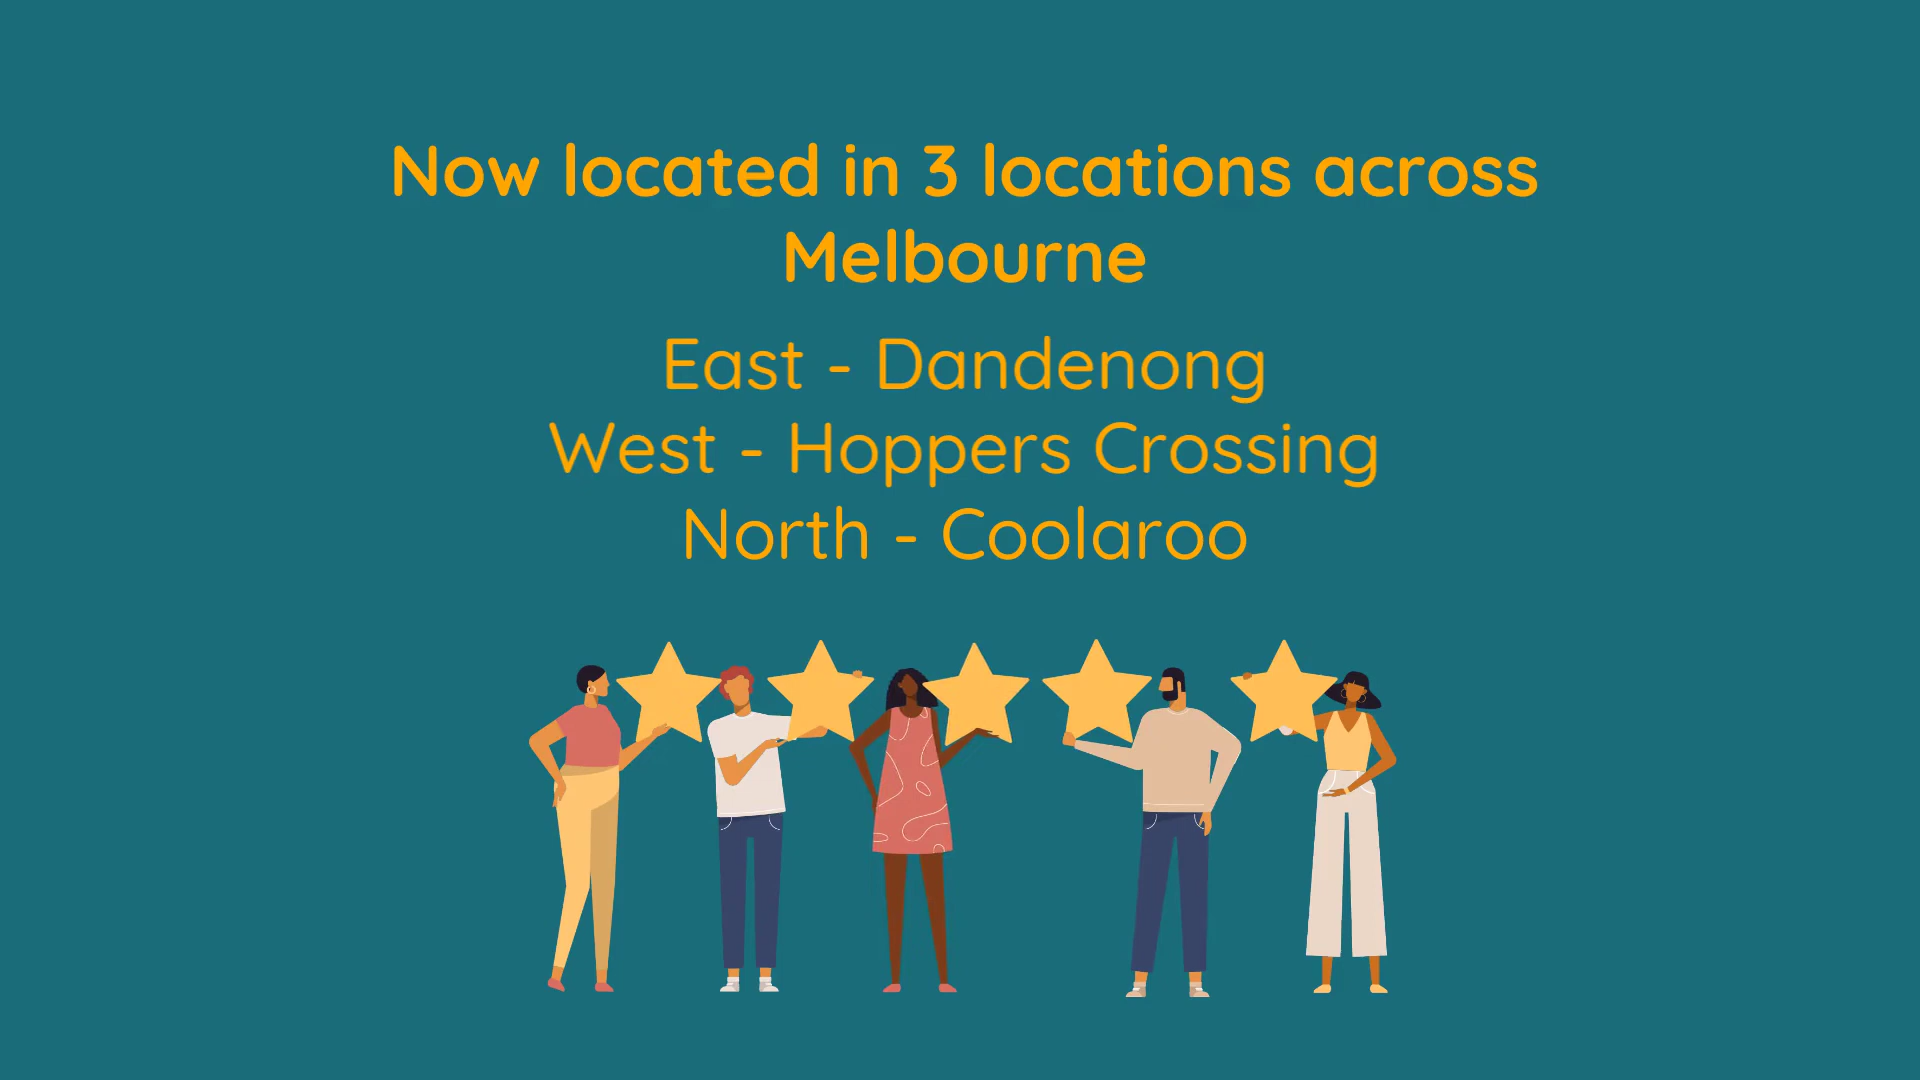 Now located in 3 locations across
Melbourne
East - Dandenong
West - Hoppers Crossing
North - Coolaroo